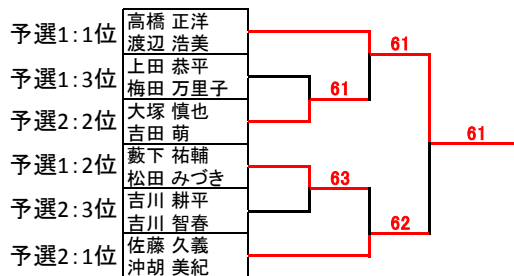 予選1:1位
高橋 正洋
渡辺 浩美
61
予選1:3位
上田 恭平
梅田 万里子
61
予選2:2位
大塚 慎也
吉田 萌
61
予選1:2位
藪下 祐輔
松田 みづき
63
予選2:3位
吉川 耕平
吉川 智春
62
予選2:1位
佐藤 久義
沖胡 美紀